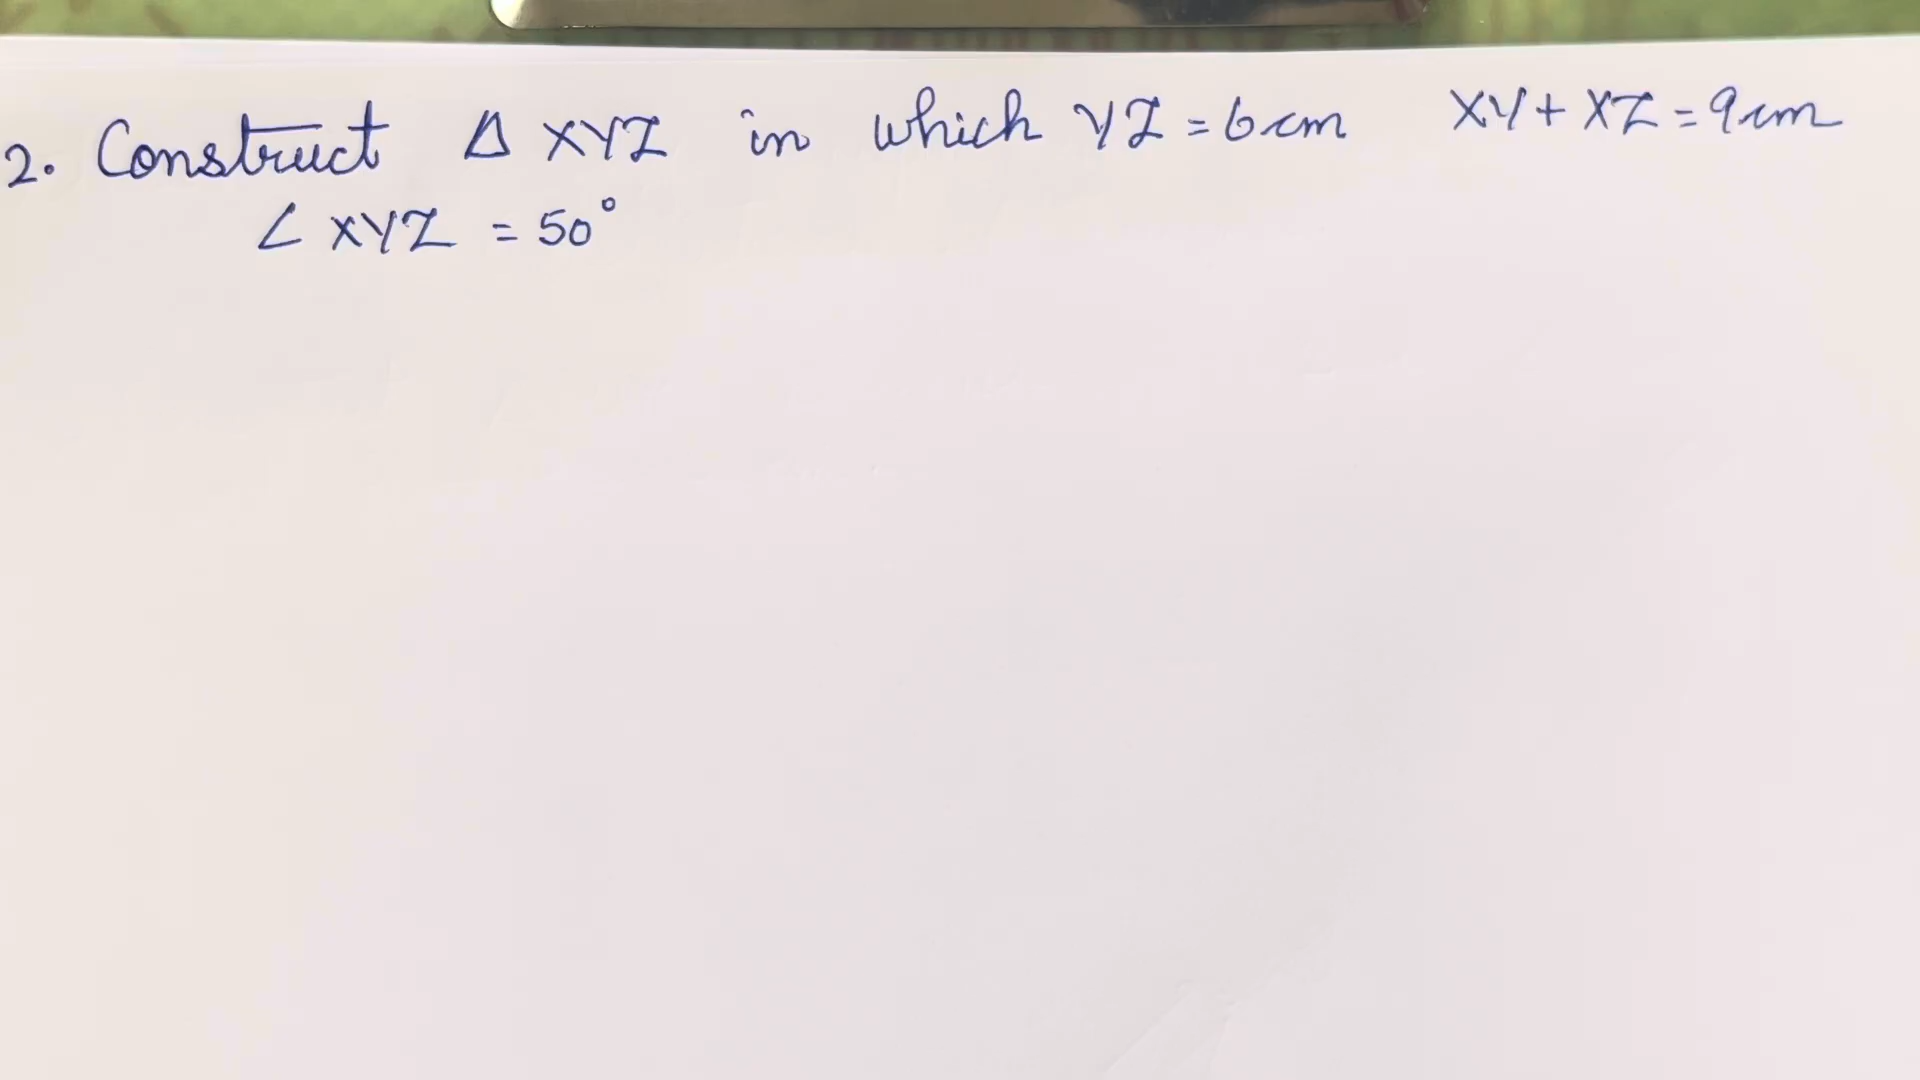 2. Construct Δ XYZ in which YZ = 6cm XY + XZ = 9cm
∠ XYZ = 50°